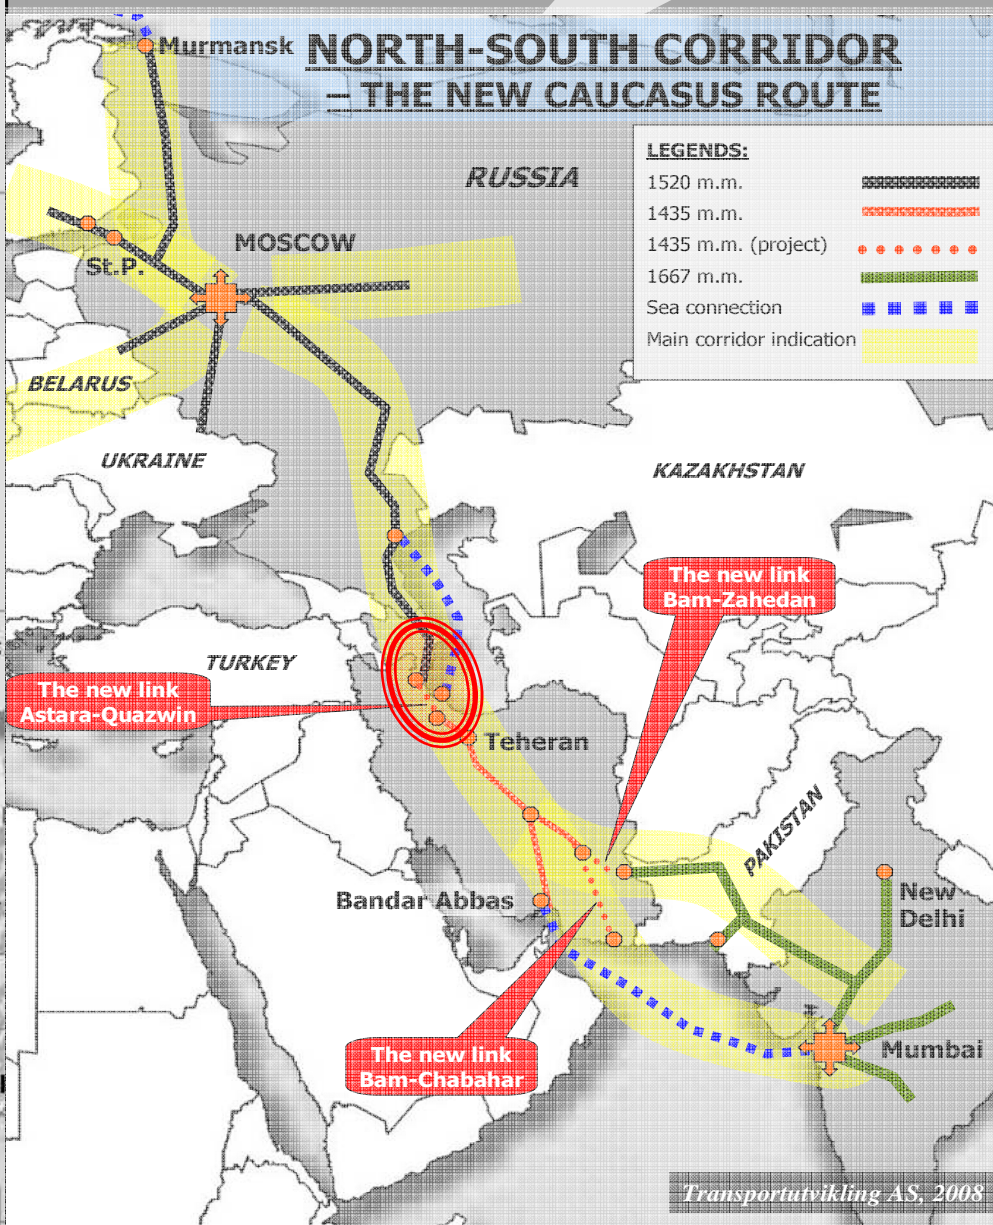 Murmansk
NORTH-SOUTH CORRIDOR
– THE NEW CAUCASUS ROUTE
LEGENDS:
1520 m.m.
1435 m.m.
1435 m.m. (project)
1667 m.m.
Sea connection
Main corridor indication
RUSSIA
MOSCOW
St.P.
BELARUS
UKRAINE
KAZAKHSTAN
The new link
Bam-Zahedan
TURKEY
The new link
Astara-Quazwin
Teheran
PAKISTAN
Bandar Abbas
New
Delhi
The new link
Bam-Chabahar
Mumbai
Transportutvikling AS, 2008